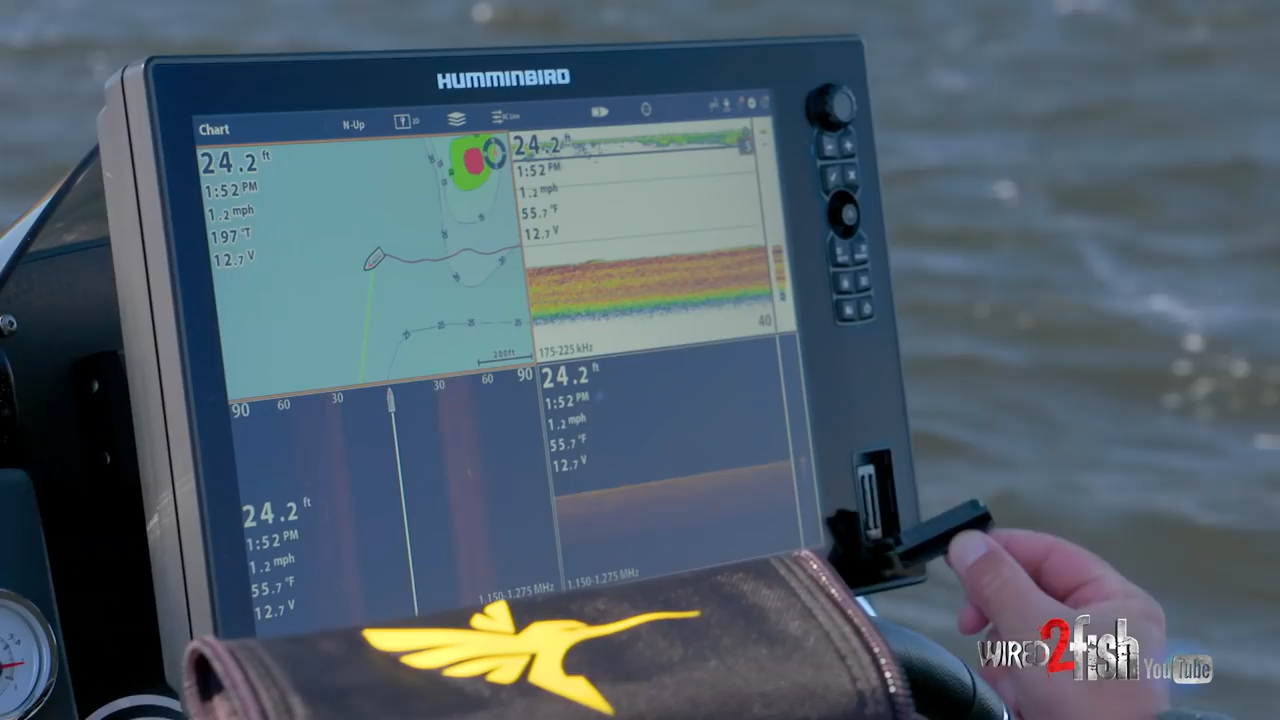 HUMMINBIRD
Chart
N-Up
24.2 ft
1:52 PM
1.2 mph
197 °T
12.7 V
200ft
24.2 ft
1:52 PM
1.2 mph
55.7 °F
12.7 V
40
175-225 kHz
90 60 30 30 60 90
24.2 ft
1:52 PM
1.2 mph
55.7 °F
12.7 V
1.150-1.275 MHz
24.2 ft
1:52 PM
1.2 mph
55.7 °F
12.7 V
1.150-1.275 MHz
WIRED2fish YouTube